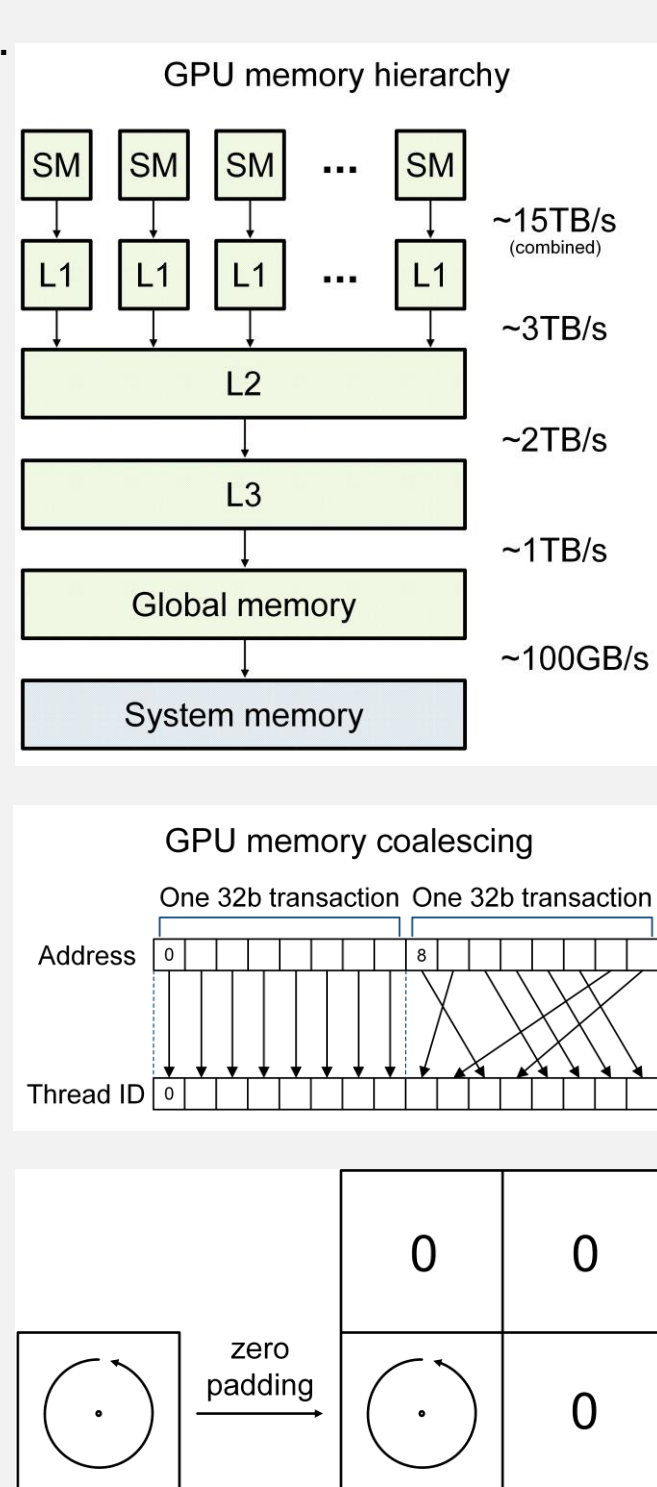 .
GPU memory hierarchy
SM SM SM ... SM
~15TB/s
(combined)
L1 L1 L1 ... L1
~3TB/s
L2
~2TB/s
L3
~1TB/s
Global memory
~100GB/s
System memory
GPU memory coalescing
One 32b transaction One 32b transaction
Address 0 8
Thread ID 0
0 0
zero
padding
0